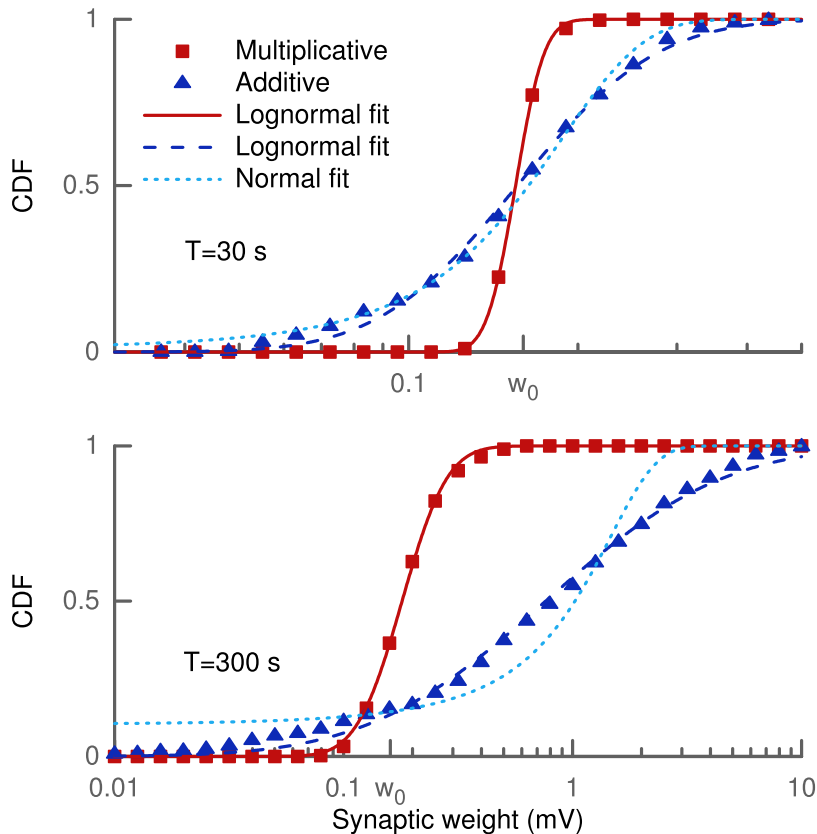 1
Multiplicative
Additive
Lognormal fit
Lognormal fit
Normal fit
CDF
0.5
T=30 s
0
0.1 w0
1
CDF
0.5
T=300 s
0
0.01 0.1 w0 1 10
Synaptic weight (mV)